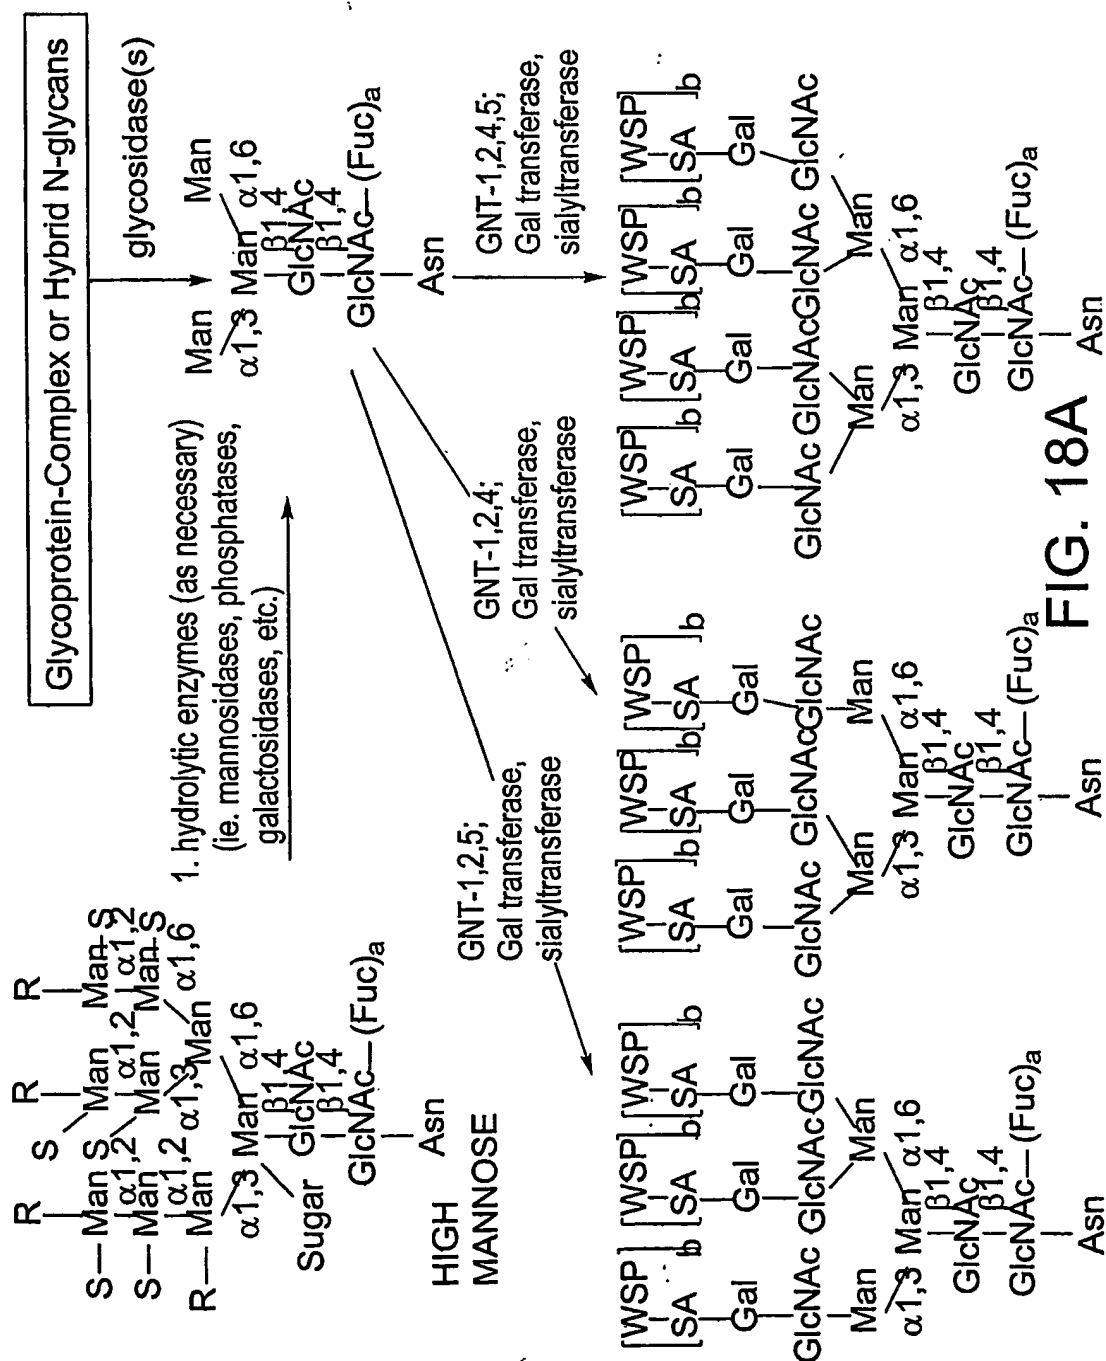 Glycoprotein-Complex or Hybrid N-glycans
glycosidase(s)
R R R
S—Man S Man Man-S
S
α1,2 α1,2 α1,2
S—Man Man Man-S
α1,2 α1,3 α1,6
R—Man Man
α1,3 Man α1,6
Sugar β1,4
GlcNAc
β1,4
GlcNAc—(Fuc)a
Asn
HIGH
MANNOSE
1. hydrolytic enzymes (as necessary)
(ie. mannosidases, phosphatases,
galactosidases, etc.)
Man Man
α1,3 Man α1,6
β1,4
GlcNAc
β1,4
GlcNAc—(Fuc)a
Asn
GNT-1,2,5;
Gal transferase,
sialyltransferase
GNT-1,2,4;
Gal transferase,
sialyltransferase
GNT-1,2,4,5;
Gal transferase,
sialyltransferase
[WSP] [WSP] [WSP]
[SA]b [SA]b [SA]b
Gal Gal Gal
GlcNAc GlcNAc GlcNAc
Man Man
α1,3 Man α1,6
β1,4
GlcNAc
β1,4
GlcNAc—(Fuc)a
Asn
[WSP] [WSP] [WSP]
[SA]b [SA]b [SA]b
Gal Gal Gal
GlcNAc GlcNAc GlcNAc
Man Man
α1,3 Man α1,6
β1,4
GlcNAc
β1,4
GlcNAc—(Fuc)a
Asn
[WSP] [WSP] [WSP] [WSP]
[SA]b [SA]b [SA]b [SA]b
Gal Gal Gal Gal
GlcNAc GlcNAc GlcNAc GlcNAc
Man Man
α1,3 Man α1,6
β1,4
GlcNAc
β1,4
GlcNAc—(Fuc)a
Asn
FIG. 18A